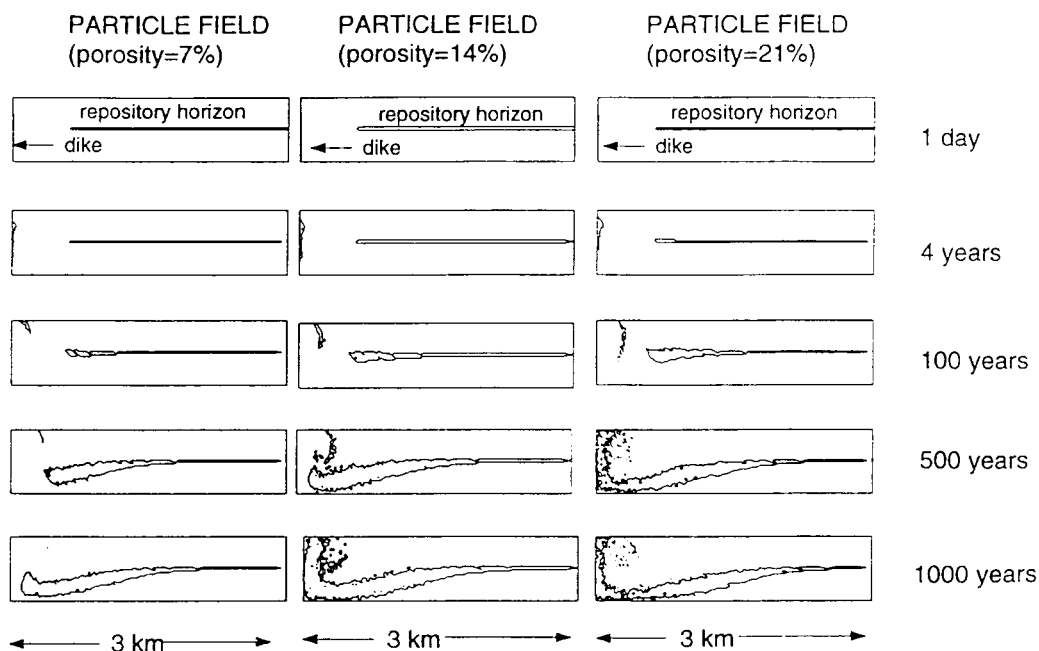 PARTICLE FIELD
(porosity=7%)
PARTICLE FIELD
(porosity=14%)
PARTICLE FIELD
(porosity=21%)
repository horizon
dike
repository horizon
dike
repository horizon
dike
1 day
4 years
100 years
500 years
1000 years
3 km
3 km
3 km